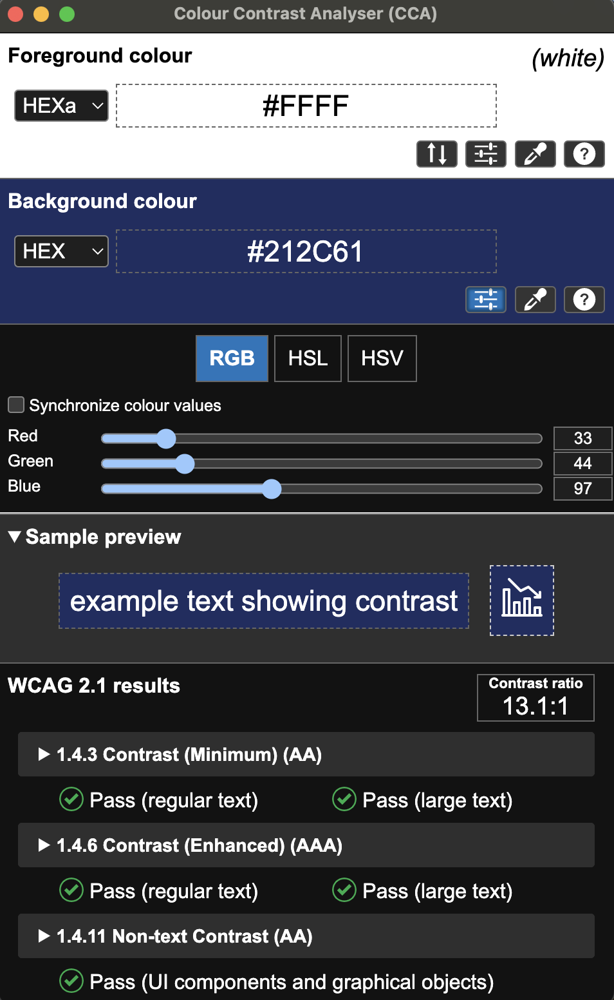 Colour Contrast Analyser (CCA)
Foreground colour
(white)
HEXa
#FFFF
?
Background colour
HEX
#212C61
?
RGB
HSL
HSV
Synchronize colour values
Red
33
Green
44
Blue
97
Sample preview
example text showing contrast
WCAG 2.1 results
Contrast ratio
13.1:1
1.4.3 Contrast (Minimum) (AA)
Pass (regular text)
Pass (large text)
1.4.6 Contrast (Enhanced) (AAA)
Pass (regular text)
Pass (large text)
1.4.11 Non-text Contrast (AA)
Pass (UI components and graphical objects)